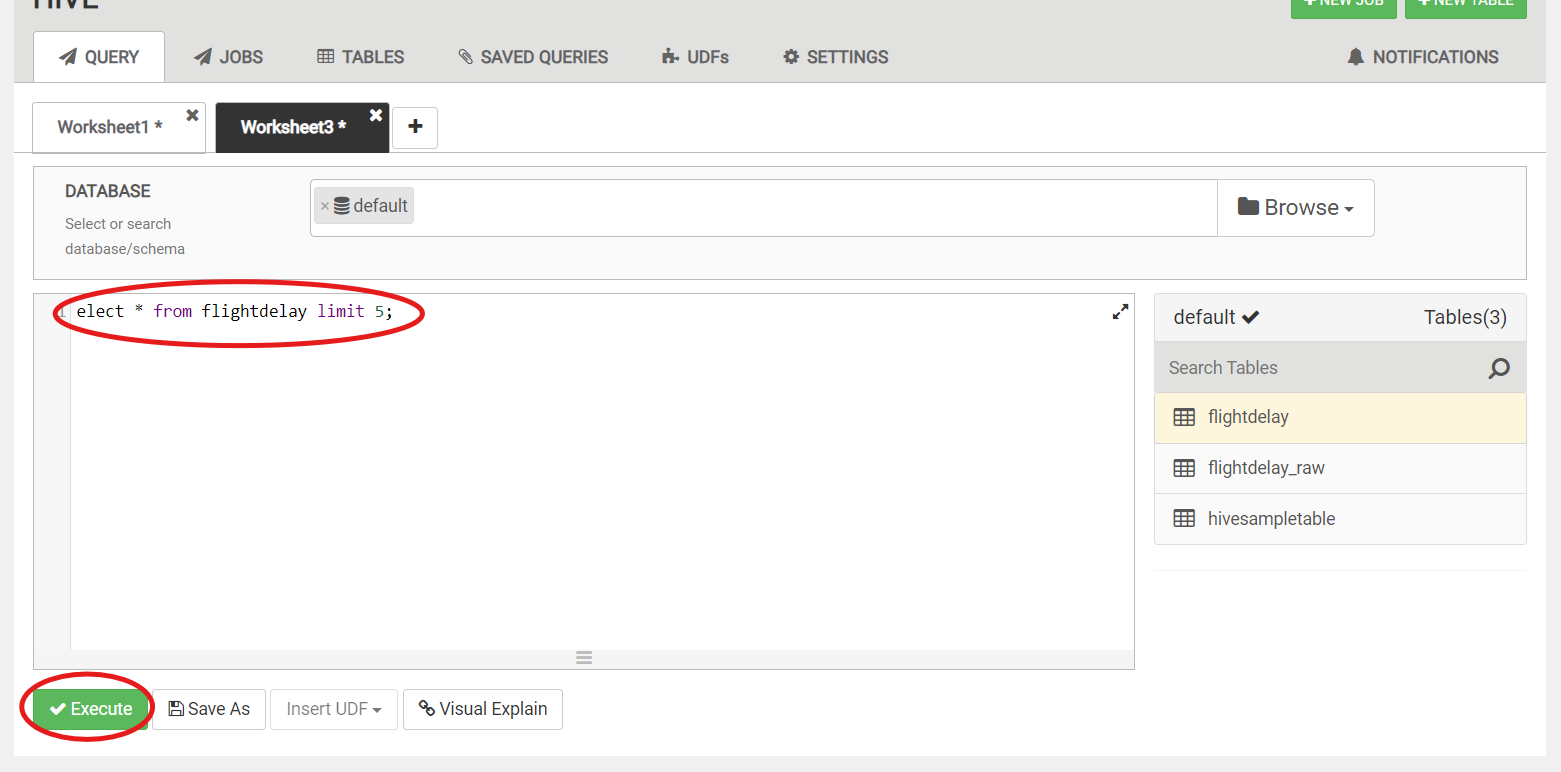 HIVE
NEW JOB
NEW TABLE
QUERY
JOBS
TABLES
SAVED QUERIES
UDFs
SETTINGS
NOTIFICATIONS
Worksheet1 *
Worksheet3 *
+
DATABASE
Select or search
database/schema
× default
Browse
1 elect * from flightdelay limit 5;
default
Tables(3)
Search Tables
flightdelay
flightdelay_raw
hivesampletable
Execute
Save As
Insert UDF
Visual Explain